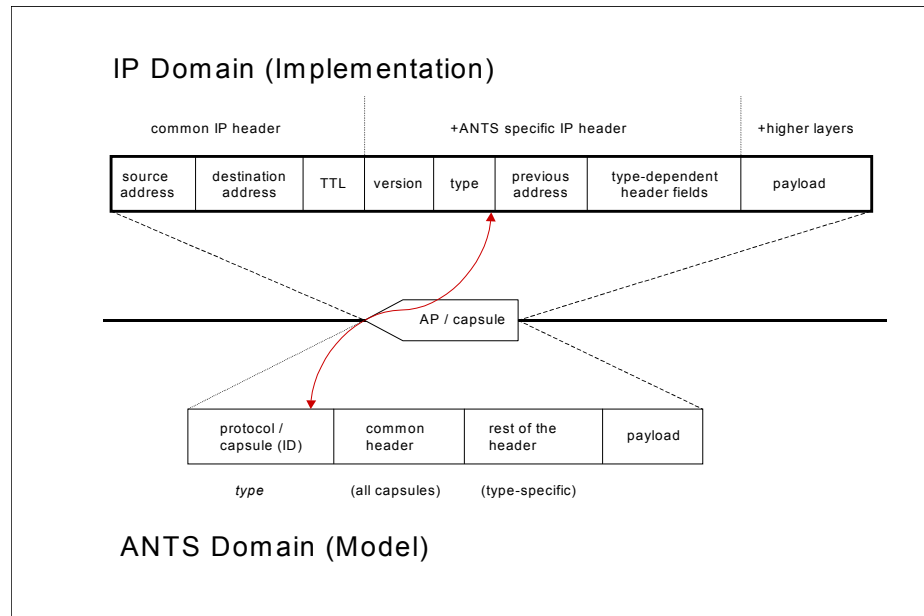 IP Domain (Implementation)
common IP header
+ANTS specific IP header
+higher layers
source
address
destination
address
TTL
version
type
previous
address
type-dependent
header fields
payload
AP / capsule
protocol /
capsule (ID)
common
header
rest of the
header
payload
type
(all capsules)
(type-specific)
ANTS Domain (Model)